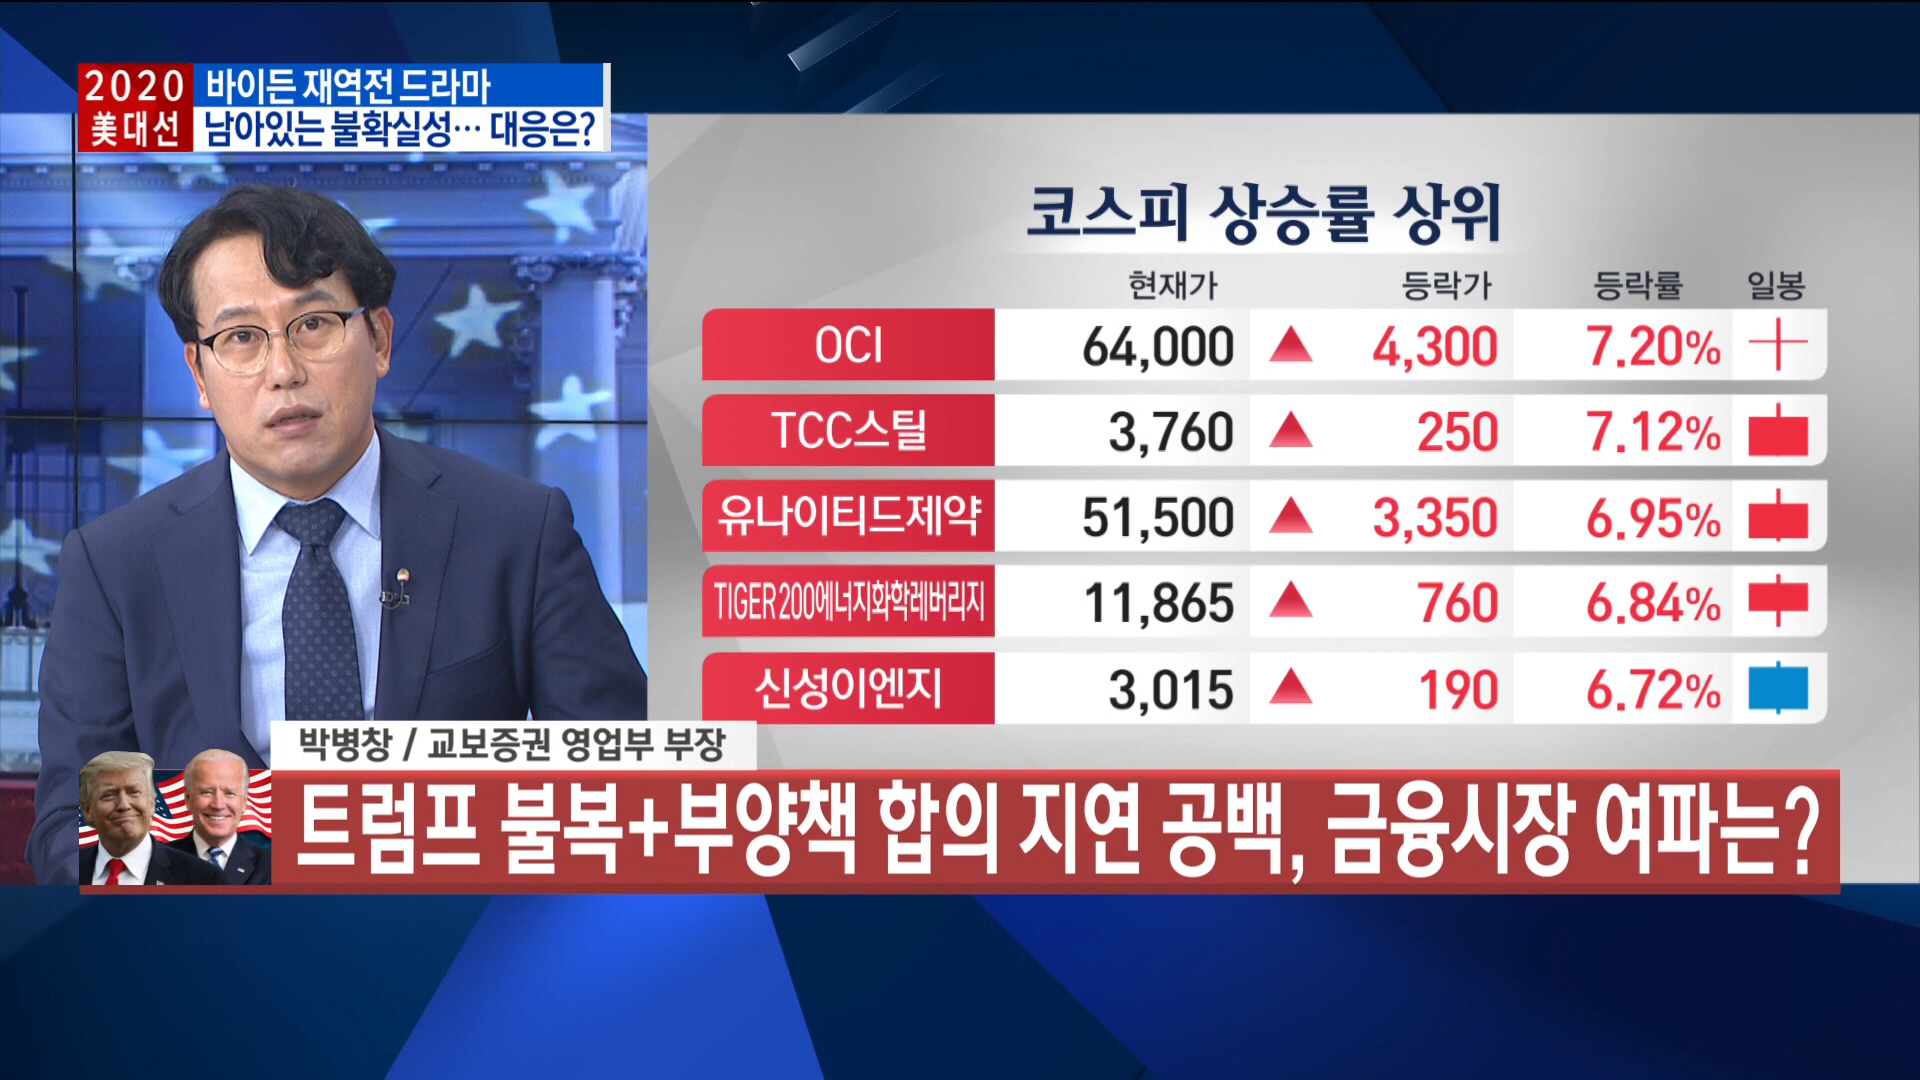 2020
美대선
바이든 재역전 드라마
남아있는 불확실성… 대응은?
코스피 상승률 상위
현재가 등락가 등락률 일봉
OCI 64,000 ▲ 4,300 7.20%
TCC스틸 3,760 ▲ 250 7.12%
유나이티드제약 51,500 ▲ 3,350 6.95%
TIGER 200에너지화학레버리지 11,865 ▲ 760 6.84%
신성이엔지 3,015 ▲ 190 6.72%
박병창 / 교보증권 영업부 부장
트럼프 불복+부양책 합의 지연 공백, 금융시장 여파는?